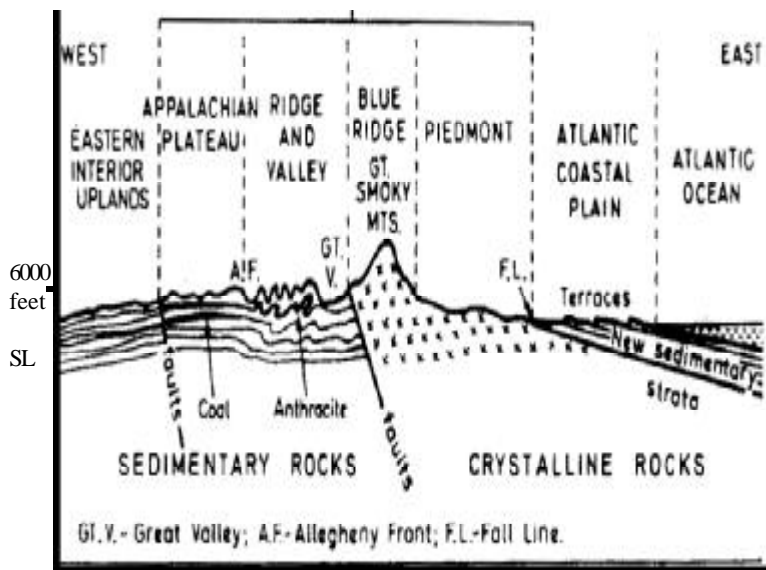 WEST
EAST
EASTERN
INTERIOR
UPLANDS
APPALACHIAN
PLATEAU
RIDGE
AND
VALLEY
BLUE
RIDGE
GT.
SMOKY
MTS.
PIEDMONT
ATLANTIC
COASTAL
PLAIN
ATLANTIC
OCEAN
6000
feet
SL
A.F.
GT.
V.
F.L.
Terraces
New sedimentary
strata
faults
Coal
Anthracite
faults
SEDIMENTARY ROCKS
CRYSTALLINE ROCKS
GT.V.-Great Valley; A.F.-Allegheny Front; F.L.-Fall Line.